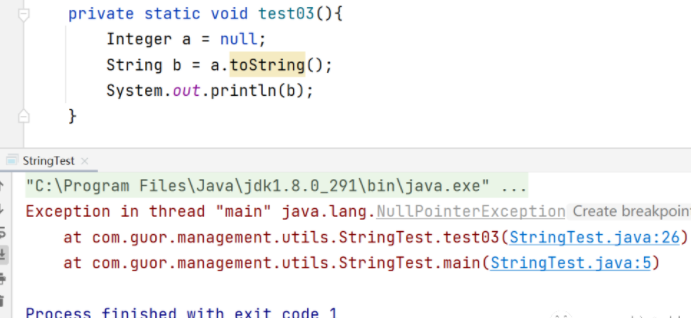 private static void test03(){
Integer a = null;
String b = a.toString();
System.out.println(b);
}
StringTest ×
"C:\Program Files\Java\jdk1.8.0_291\bin\java.exe" ...
Exception in thread "main" java.lang.NullPointerException Create breakpoint
at com.guor.management.utils.StringTest.test03(StringTest.java:26)
at com.guor.management.utils.StringTest.main(StringTest.java:5)
Process finished with exit code 1